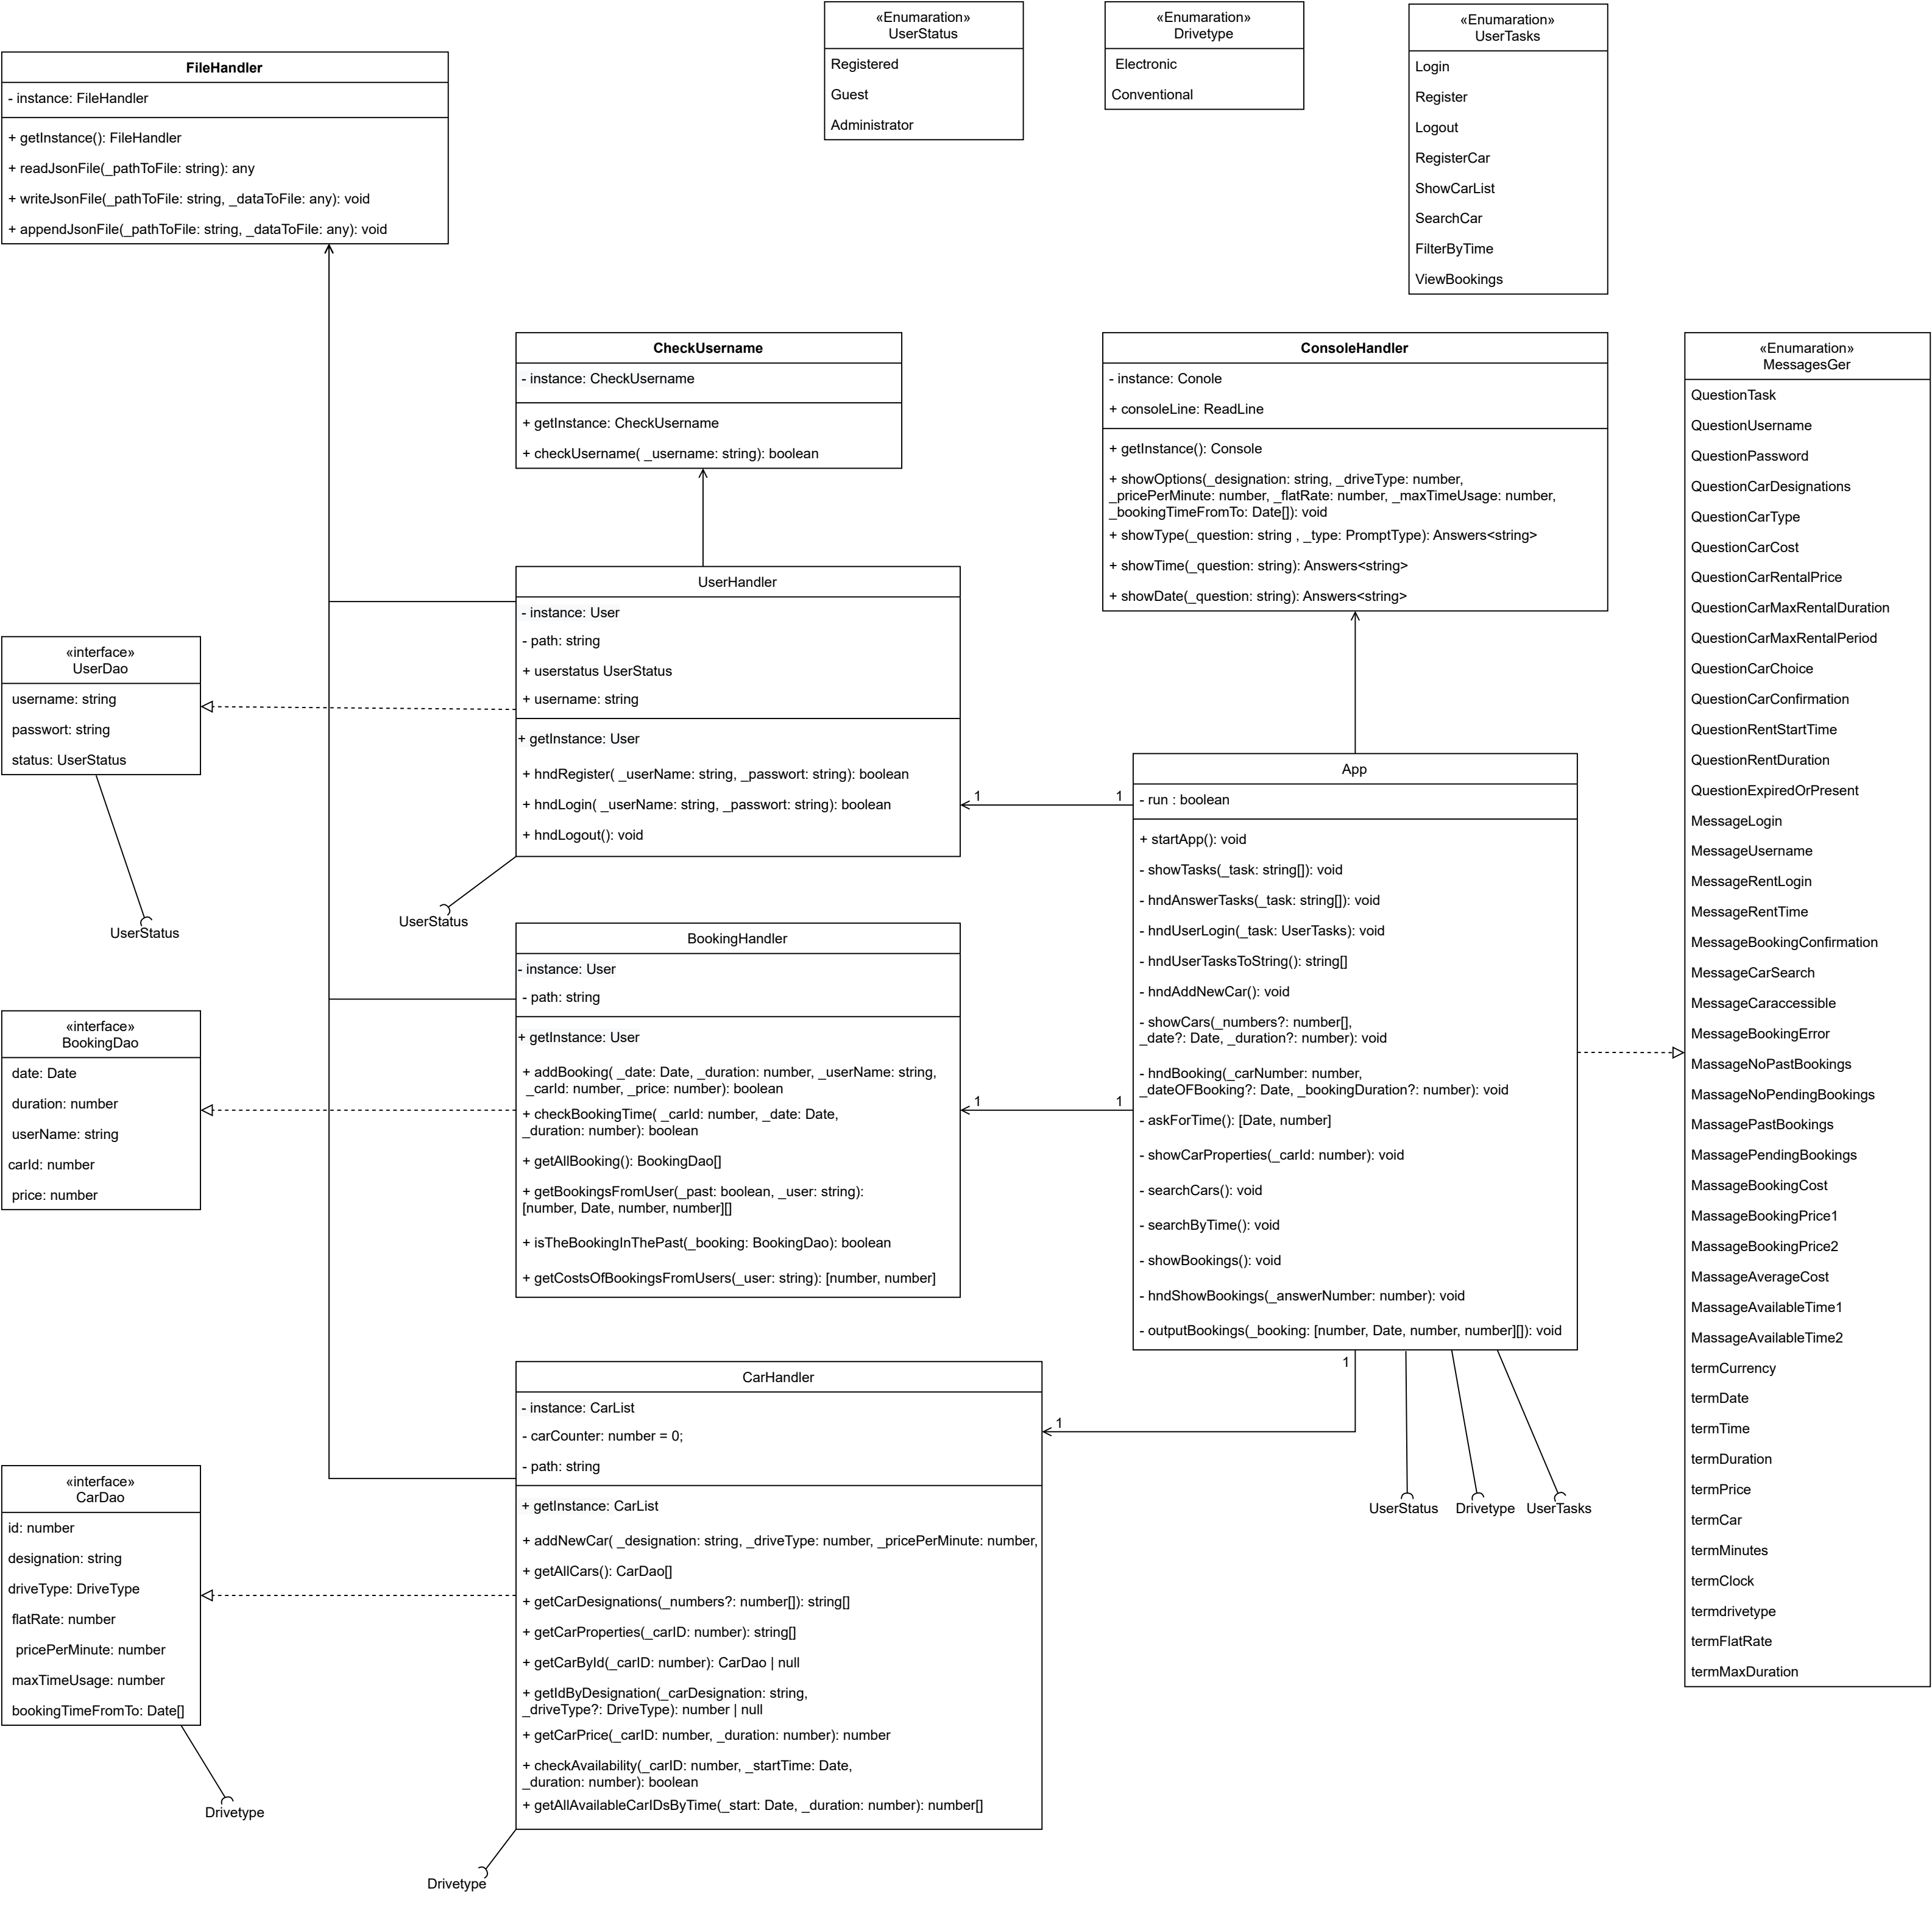 «Enumaration»
UserStatus
Registered
Guest
Administrator
«Enumaration»
Drivetype
Electronic
Conventional
«Enumaration»
UserTasks
Login
Register
Logout
RegisterCar
ShowCarList
SearchCar
FilterByTime
ViewBookings
FileHandler
- instance: FileHandler
+ getInstance(): FileHandler
+ readJsonFile(_pathToFile: string): any
+ writeJsonFile(_pathToFile: string, _dataToFile: any): void
+ appendJsonFile(_pathToFile: string, _dataToFile: any): void
CheckUsername
- instance: CheckUsername
+ getInstance: CheckUsername
+ checkUsername( _username: string): boolean
ConsoleHandler
- instance: Conole
+ consoleLine: ReadLine
+ getInstance(): Console
+ showOptions(_designation: string, _driveType: number,
_pricePerMinute: number, _flatRate: number, _maxTimeUsage: number,
_bookingTimeFromTo: Date[]): void
+ showType(_question: string , _type: PromptType): Answers<string>
+ showTime(_question: string): Answers<string>
+ showDate(_question: string): Answers<string>
«Enumaration»
MessagesGer
QuestionTask
QuestionUsername
QuestionPassword
QuestionCarDesignations
QuestionCarType
QuestionCarCost
QuestionCarRentalPrice
QuestionCarMaxRentalDuration
QuestionCarMaxRentalPeriod
QuestionCarChoice
QuestionCarConfirmation
QuestionRentStartTime
QuestionRentDuration
QuestionExpiredOrPresent
MessageLogin
MessageUsername
MessageRentLogin
MessageRentTime
MessageBookingConfirmation
MessageCarSearch
MessageCaraccessible
MessageBookingError
MassageNoPastBookings
MassageNoPendingBookings
MassagePastBookings
MassagePendingBookings
MassageBookingCost
MassageBookingPrice1
MassageBookingPrice2
MassageAverageCost
MassageAvailableTime1
MassageAvailableTime2
termCurrency
termDate
termTime
termDuration
termPrice
termCar
termMinutes
termClock
termdrivetype
termFlatRate
termMaxDuration
UserHandler
- instance: User
- path: string
+ userstatus UserStatus
+ username: string
+ getInstance: User
+ hndRegister( _userName: string, _passwort: string): boolean
+ hndLogin( _userName: string, _passwort: string): boolean
+ hndLogout(): void
«interface»
UserDao
username: string
passwort: string
status: UserStatus
UserStatus
UserStatus
1
1
App
- run : boolean
+ startApp(): void
- showTasks(_task: string[]): void
- hndAnswerTasks(_task: string[]): void
- hndUserLogin(_task: UserTasks): void
- hndUserTasksToString(): string[]
- hndAddNewCar(): void
- showCars(_numbers?: number[],
_date?: Date, _duration?: number): void
- hndBooking(_carNumber: number,
_dateOFBooking?: Date, _bookingDuration?: number): void
- askForTime(): [Date, number]
- showCarProperties(_carId: number): void
- searchCars(): void
- searchByTime(): void
- showBookings(): void
- hndShowBookings(_answerNumber: number): void
- outputBookings(_booking: [number, Date, number, number][]): void
BookingHandler
- instance: User
- path: string
+ getInstance: User
+ addBooking( _date: Date, _duration: number, _userName: string,
_carId: number, _price: number): boolean
+ checkBookingTime( _carId: number, _date: Date,
_duration: number): boolean
+ getAllBooking(): BookingDao[]
+ getBookingsFromUser(_past: boolean, _user: string):
[number, Date, number, number][]
+ isTheBookingInThePast(_booking: BookingDao): boolean
+ getCostsOfBookingsFromUsers(_user: string): [number, number]
1
1
«interface»
BookingDao
date: Date
duration: number
userName: string
carId: number
price: number
CarHandler
- instance: CarList
- carCounter: number = 0;
- path: string
+ getInstance: CarList
+ addNewCar( _designation: string, _driveType: number, _pricePerMinute: number,
+ getAllCars(): CarDao[]
+ getCarDesignations(_numbers?: number[]): string[]
+ getCarProperties(_carID: number): string[]
+ getCarById(_carID: number): CarDao | null
+ getIdByDesignation(_carDesignation: string,
_driveType?: DriveType): number | null
+ getCarPrice(_carID: number, _duration: number): number
+ checkAvailability(_carID: number, _startTime: Date,
_duration: number): boolean
+ getAllAvailableCarIDsByTime(_start: Date, _duration: number): number[]
1
1
UserStatus
Drivetype
UserTasks
«interface»
CarDao
id: number
designation: string
driveType: DriveType
flatRate: number
pricePerMinute: number
maxTimeUsage: number
bookingTimeFromTo: Date[]
Drivetype
Drivetype